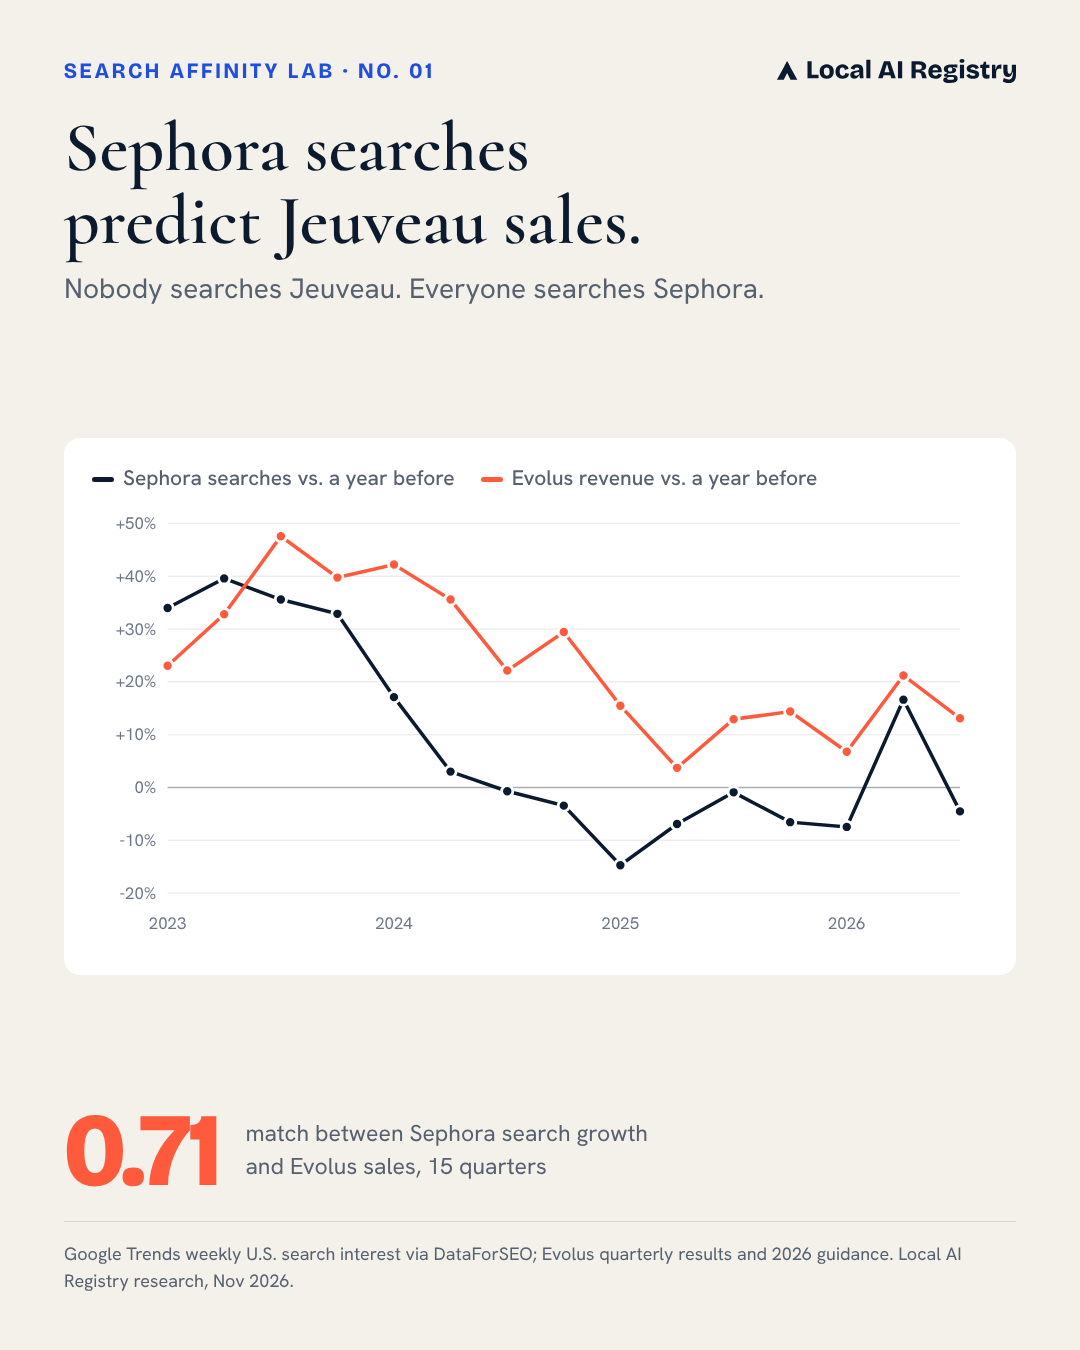 SEARCH AFFINITY LAB · NO. 01
Local AI Registry
Sephora searches
predict Jeuveau sales.
Nobody searches Jeuveau. Everyone searches Sephora.
Sephora searches vs. a year before
Evolus revenue vs. a year before
+50%
+40%
+30%
+20%
+10%
0%
-10%
-20%
2023
2024
2025
2026
0.71
match between Sephora search growth
and Evolus sales, 15 quarters
Google Trends weekly U.S. search interest via DataForSEO; Evolus quarterly results and 2026 guidance. Local AI
Registry research, Nov 2026.